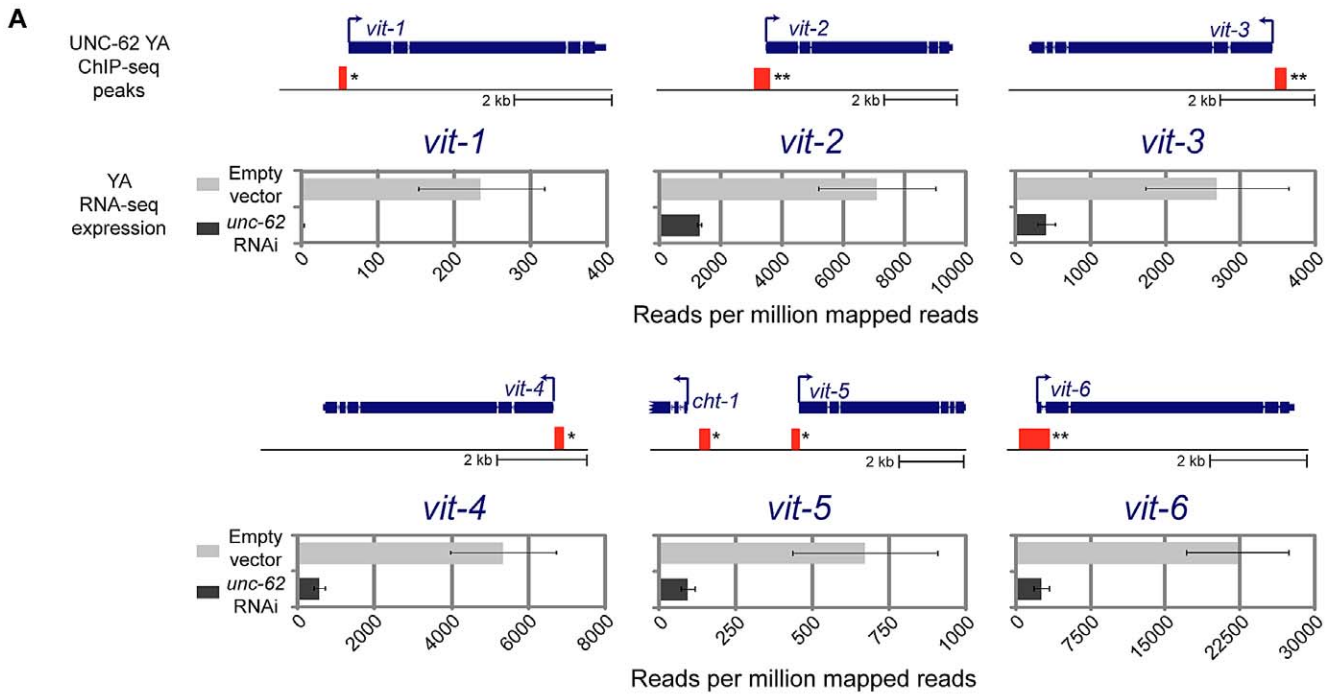 A
UNC-62 YA
ChIP-seq
peaks
vit-1
*
2 kb
vit-2
**
2 kb
vit-3
**
2 kb
YA
RNA-seq
expression
Empty
vector
unc-62
RNAi
vit-1
0 100 200 300 400
vit-2
0 2000 4000 6000 8000 10000
vit-3
0 1000 2000 3000 4000
Reads per million mapped reads
vit-4
*
2 kb
cht-1
*
vit-5
*
2 kb
vit-6
**
2 kb
Empty
vector
unc-62
RNAi
vit-4
0 2000 4000 6000 8000
vit-5
0 250 500 750 1000
vit-6
0 7500 15000 22500 30000
Reads per million mapped reads